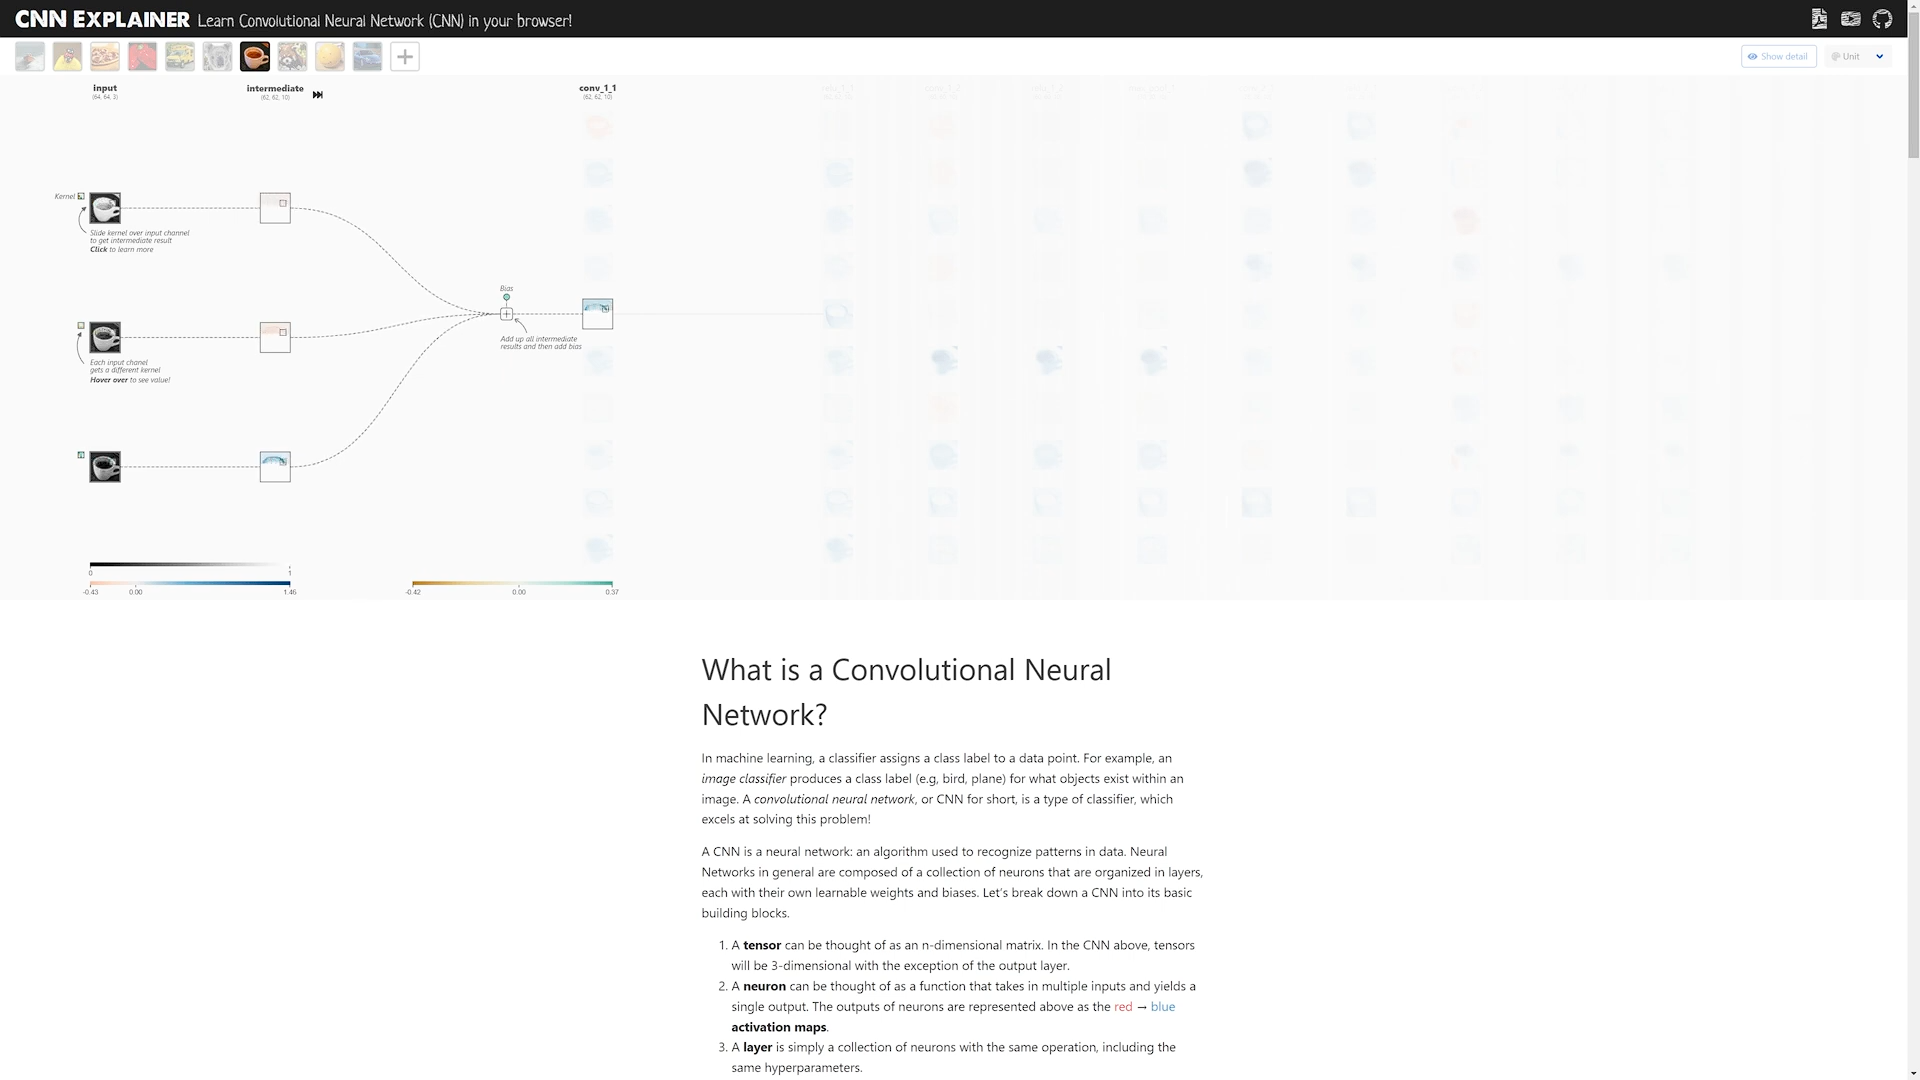 CNN EXPLAINER Learn Convolutional Neural Network (CNN) in your browser!
Show detail
Unit
input
(64, 64, 3)
intermediate
(62, 62, 10)
conv_1_1
(62, 62, 10)
Kernel
Slide kernel over input channel
to get intermediate result
Click to learn more
Bias
Add up all intermediate
results and then add bias
Each input chanel
gets a different kernel
Hover over to see value!
0
1
-0.43
0.00
1.46
-0.42
0.00
0.37
What is a Convolutional Neural
Network?
In machine learning, a classifier assigns a class label to a data point. For example, an
image classifier produces a class label (e.g, bird, plane) for what objects exist within an
image. A convolutional neural network, or CNN for short, is a type of classifier, which
excels at solving this problem!
A CNN is a neural network: an algorithm used to recognize patterns in data. Neural
Networks in general are composed of a collection of neurons that are organized in layers,
each with their own learnable weights and biases. Let's break down a CNN into its basic
building blocks.
1. A tensor can be thought of as an n-dimensional matrix. In the CNN above, tensors
will be 3-dimensional with the exception of the output layer.
2. A neuron can be thought of as a function that takes in multiple inputs and yields a
single output. The outputs of neurons are represented above as the red → blue
activation maps.
3. A layer is simply a collection of neurons with the same operation, including the
same hyperparameters.